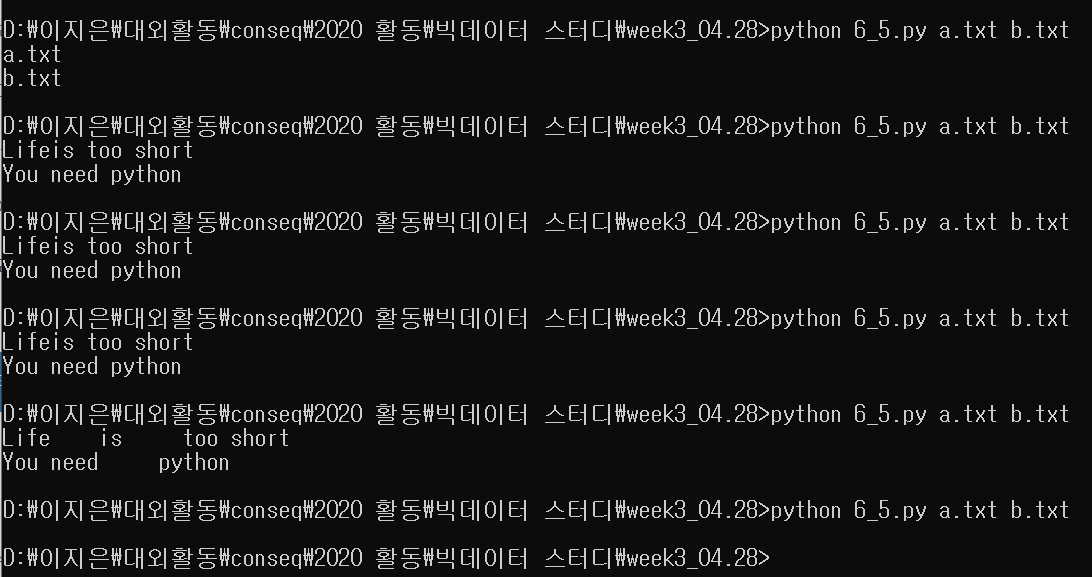 D:\이지은\대외활동\conseq\2020 활동\빅데이터 스터디\week3_04.28>python 6_5.py a.txt b.txt
a.txt
b.txt
D:\이지은\대외활동\conseq\2020 활동\빅데이터 스터디\week3_04.28>python 6_5.py a.txt b.txt
Lifeis too short
You need python
D:\이지은\대외활동\conseq\2020 활동\빅데이터 스터디\week3_04.28>python 6_5.py a.txt b.txt
Lifeis too short
You need python
D:\이지은\대외활동\conseq\2020 활동\빅데이터 스터디\week3_04.28>python 6_5.py a.txt b.txt
Lifeis too short
You need python
D:\이지은\대외활동\conseq\2020 활동\빅데이터 스터디\week3_04.28>python 6_5.py a.txt b.txt
Life    is     too short
You need     python
D:\이지은\대외활동\conseq\2020 활동\빅데이터 스터디\week3_04.28>python 6_5.py a.txt b.txt
D:\이지은\대외활동\conseq\2020 활동\빅데이터 스터디\week3_04.28>